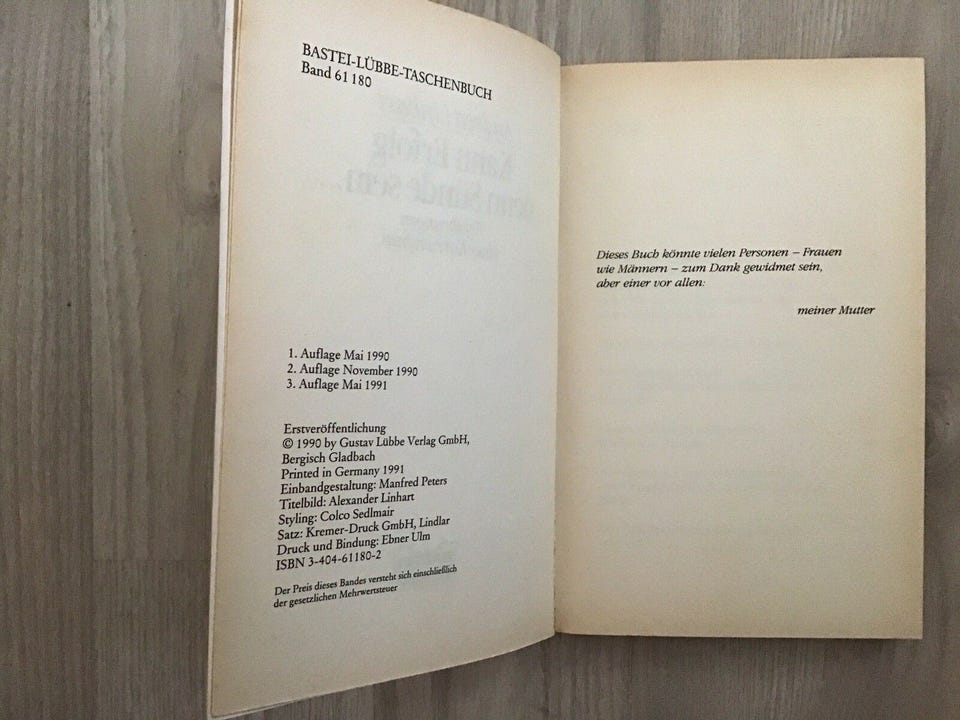 BASTEI-LÜBBE-TASCHENBUCH
Band 61 180
1. Auflage Mai 1990
2. Auflage November 1990
3. Auflage Mai 1991
Erstveröffentlichung
© 1990 by Gustav Lübbe Verlag GmbH,
Bergisch Gladbach
Printed in Germany 1991
Einbandgestaltung: Manfred Peters
Titelbild: Alexander Linhart
Styling: Colco Sedlmair
Satz: Kremer-Druck GmbH, Lindlar
Druck und Bindung: Ebner Ulm
ISBN 3-404-61180-2
Der Preis dieses Bandes versteht sich einschließlich
der gesetzlichen Mehrwertsteuer
Dieses Buch könnte vielen Personen – Frauen
wie Männern – zum Dank gewidmet sein,
aber einer vor allen:
meiner Mutter